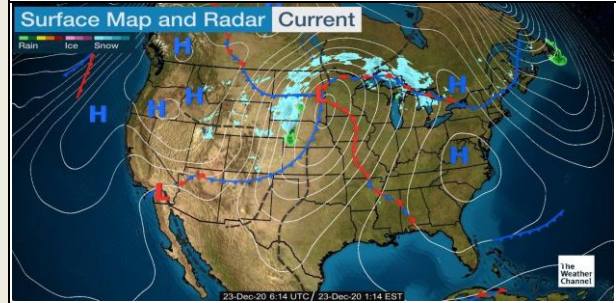 Surface Map and Radar Current
Rain Ice Snow
H
H
H
H
H
H
L
L
The
Weather
Channel
23-Dec-20 6:14 UTC / 23-Dec-20 1:14 EST